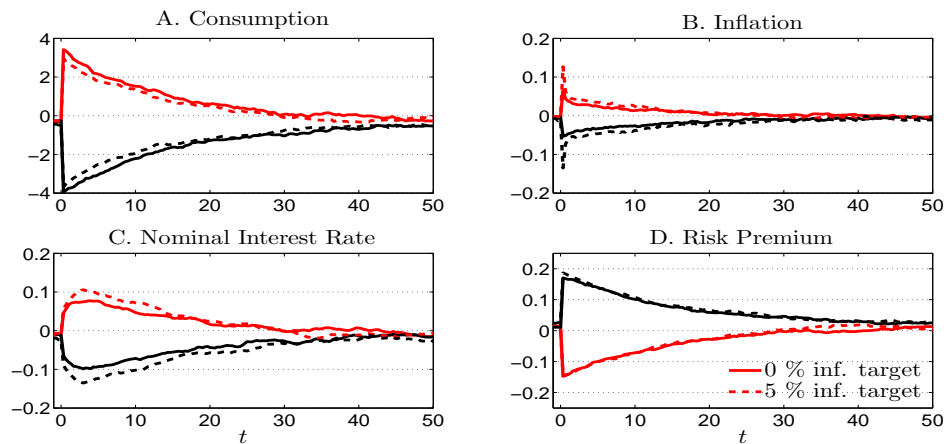 A. Consumption
4
2
0
−2
−4
0 10 20 30 40 50
B. Inflation
0.2
0.1
0
−0.1
−0.2
0 10 20 30 40 50
C. Nominal Interest Rate
0.2
0.1
0
−0.1
−0.2
0 10 20 30 40 50
t
D. Risk Premium
0.2
0.1
0
−0.1
−0.2
0 10 20 30 40 50
t
0 % inf. target
5 % inf. target